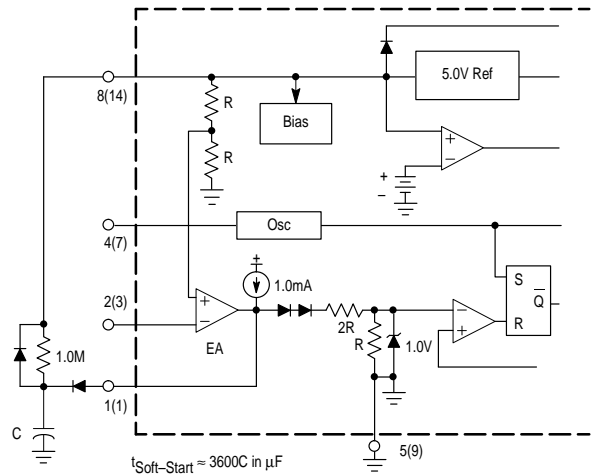 5.0V Ref
8(14)
R
Bias
+
−
R
+
−
Osc
4(7)
+
1.0mA
S
Q̅
R
2(3)
+
−
EA
2R
R
1.0V
−
+
1.0M
1(1)
C
5(9)
tSoft–Start ≈ 3600C in µF